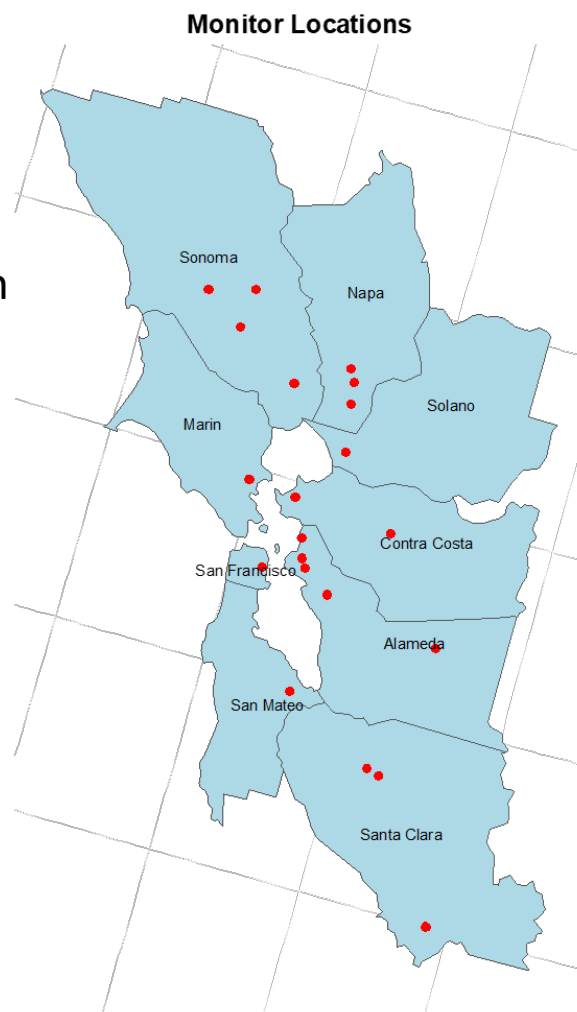 Monitor Locations
Sonoma
n
Napa
Solano
Marin
Contra Costa
San Francisco
Alameda
San Mateo
Santa Clara